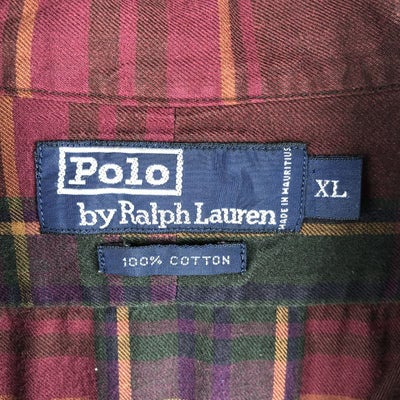 Polo
by Ralph Lauren
MADE IN MAURITIUS
XL
100% COTTON